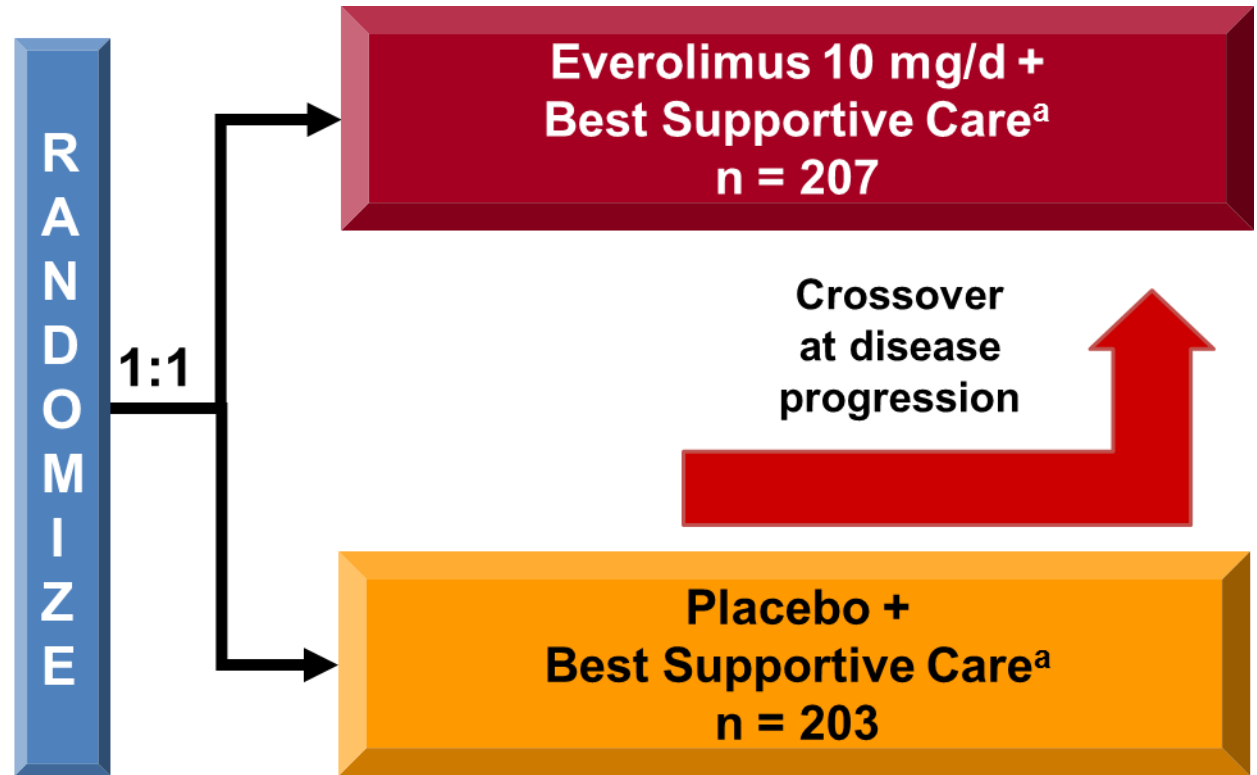 RANDOMIZE
1:1
Everolimus 10 mg/d +
Best Supportive Careᵃ
n = 207
Crossover
at disease
progression
Placebo +
Best Supportive Careᵃ
n = 203